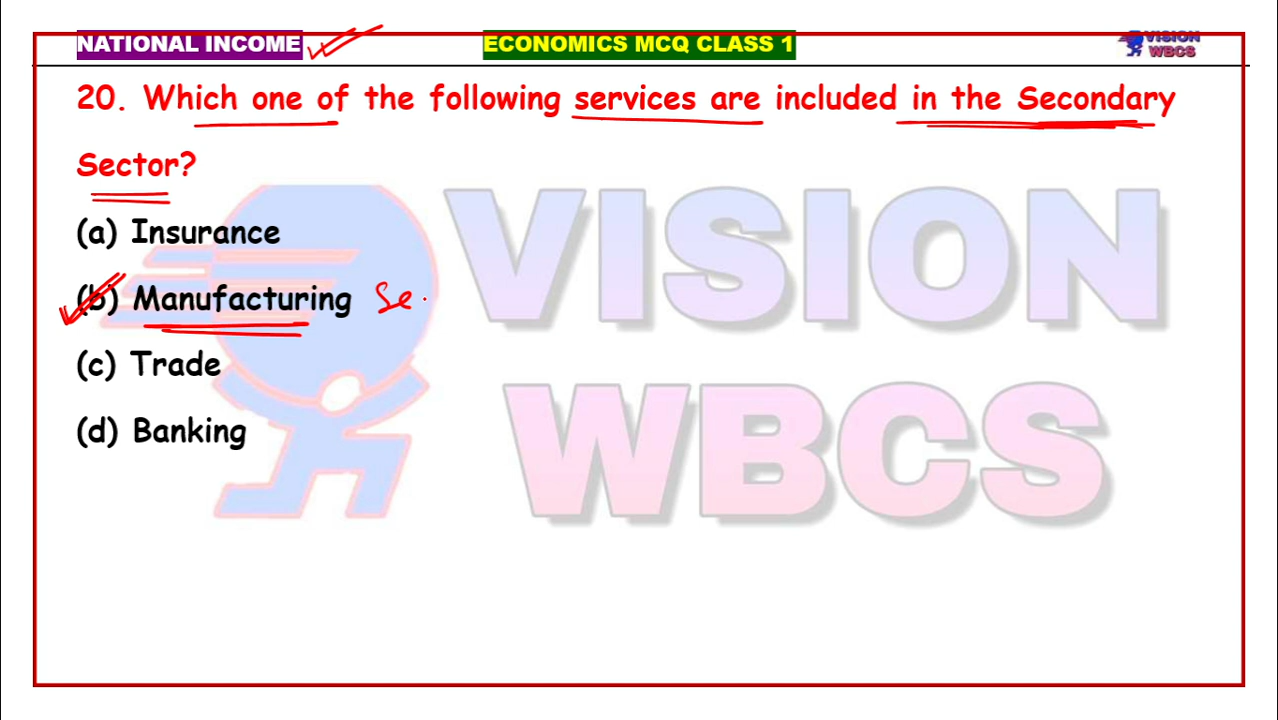 NATIONAL INCOME ECONOMICS MCQ CLASS 1 VISION WBCS
20. Which one of the following services are included in the Secondary
Sector?
(a) Insurance
(b) Manufacturing Se
(c) Trade
(d) Banking
VISION
WBCS